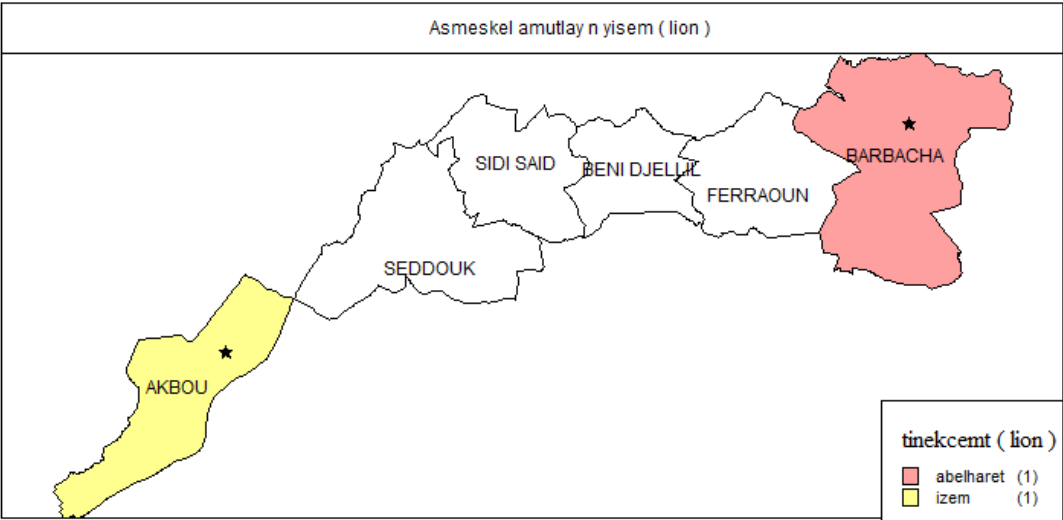 Asmeskel amutlay n yisem ( lion )
SIDI SAID
BENI DJELLIL
BARBACHA
FERRAOUN
SEDDOUK
AKBOU
tinekcemt ( lion )
abelharet (1)
izem (1)